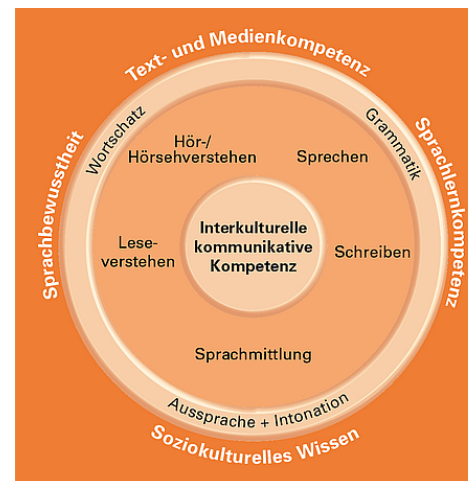 Text- und Medienkompetenz
Sprachbewusstheit
Sprachlernkompetenz
Wortschatz
Grammatik
Hör-/
Hörsehverstehen
Sprechen
Interkulturelle
kommunikative
Kompetenz
Lese-
verstehen
Schreiben
Sprachmittlung
Aussprache + Intonation
Soziokulturelles Wissen